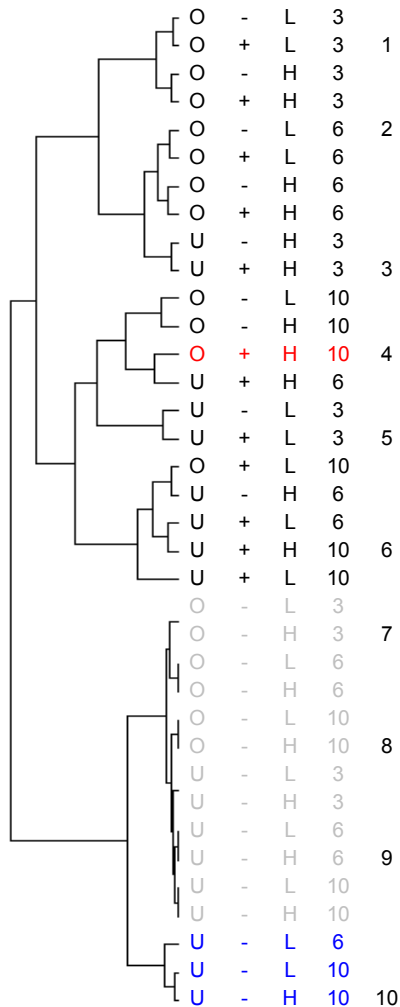 O - L 3
O + L 3 1
O - H 3
O + H 3
O - L 6 2
O + L 6
O - H 6
O + H 6
U - H 3
U + H 3 3
O - L 10
O - H 10
O + H 10 4
U + H 6
U - L 3
U + L 3 5
O + L 10
U - H 6
U + L 6
U + H 10 6
U + L 10
O - L 3
O - H 3 7
O - L 6
O - H 6
O - L 10
O - H 10 8
U - L 3
U - H 3
U - L 6
U - H 6 9
U - L 10
U - H 10
U - L 6
U - L 10
U - H 10 10